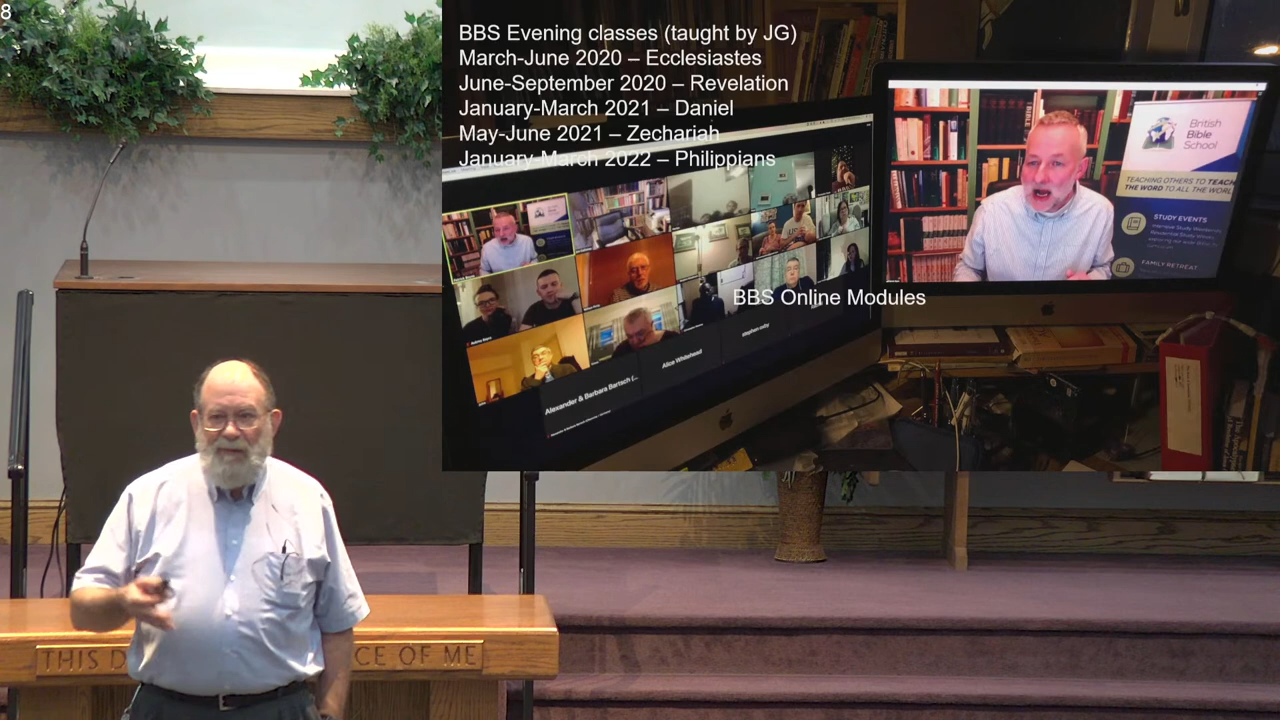 8
BBS Evening classes (taught by JG)
March-June 2020 – Ecclesiastes
June-September 2020 – Revelation
January-March 2021 – Daniel
May-June 2021 – Zechariah
January-March 2022 – Philippians
British
Bible
School
TEACHING OTHERS TO TEACH
THE WORD TO ALL THE WORLD
STUDY EVENTS
FAMILY RETREAT
BBS Online Modules
stephen
Alice Whitehead
Alexander & Barbara Bartsch (...
THIS D
CE OF ME